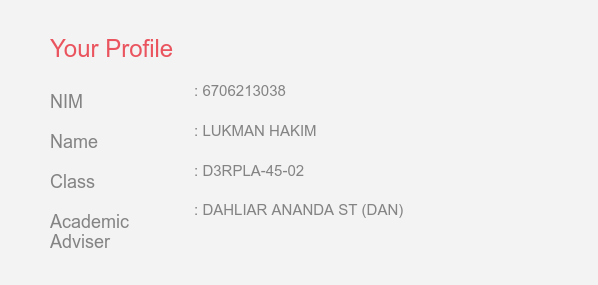 Your Profile
NIM : 6706213038
Name : LUKMAN HAKIM
Class : D3RPLA-45-02
Academic : DAHLIAR ANANDA ST (DAN)
Adviser